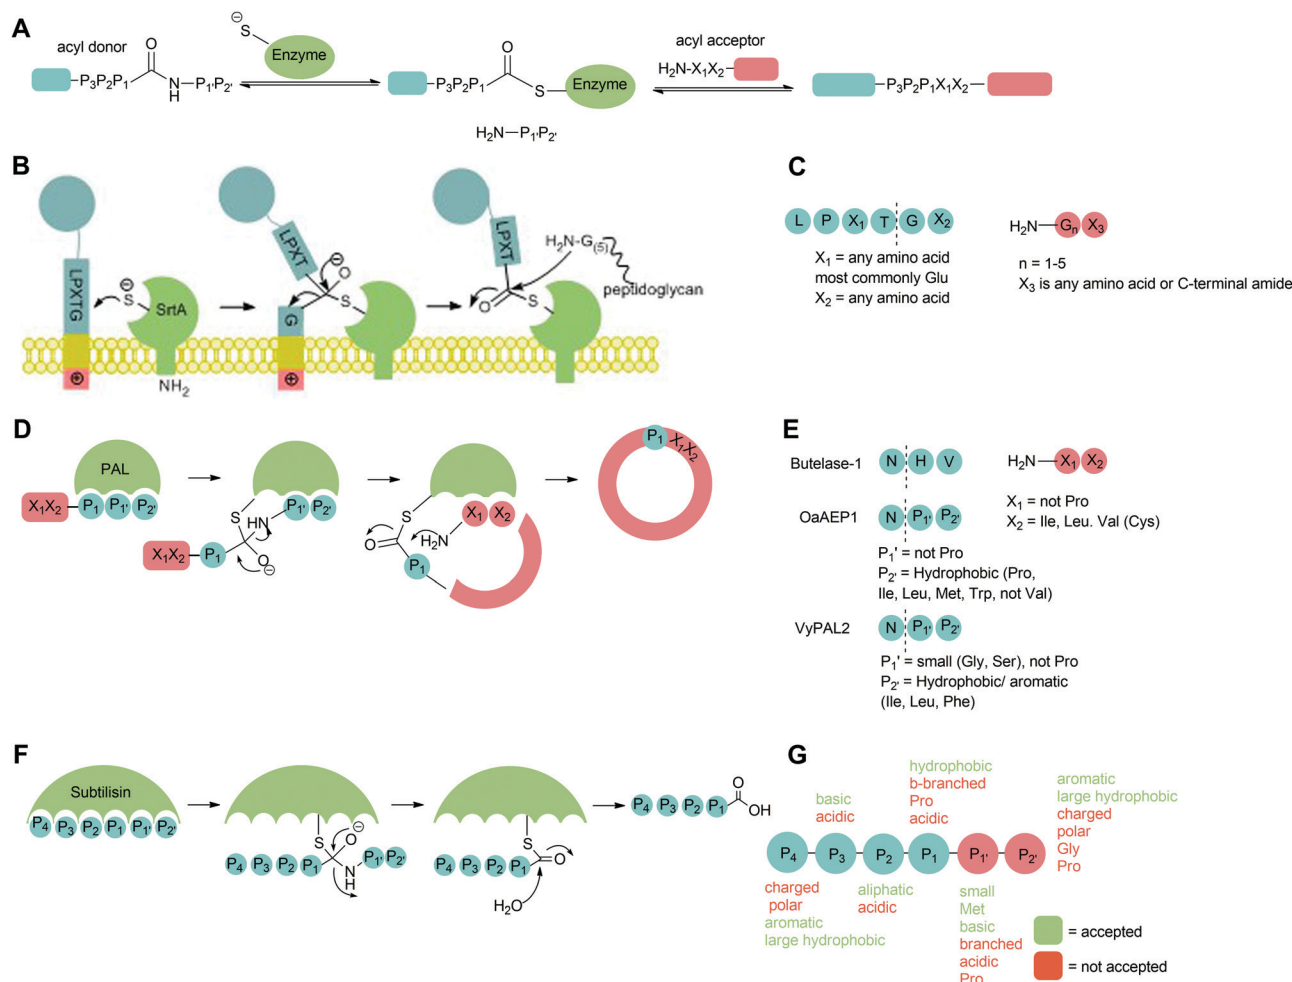 A
acyl donor
P3P2P1
O
N
H
P1'P2'
⊖
S
Enzyme
P3P2P1
O
S
Enzyme
H2N—P1'P2'
acyl acceptor
H2N-X1X2
P3P2P1X1X2
B
LPXTG
⊖
S
SrtA
NH2
⊕
LPXT
⊖
O
S
G
⊕
LPXT
O
S
H2N-G(5)
peptidoglycan
C
L P X1 T G X2
X1 = any amino acid
most commonly Glu
X2 = any amino acid
H2N Gn X3
n = 1-5
X3 is any amino acid or C-terminal amide
D
PAL
X1X2 P1 P1' P2'
S
HN
P1' P2'
X1X2 P1
O
⊖
S
O
H2N
X1 X2
P1
P1 X1X2
E
Butelase-1 N H V
H2N X1 X2
X1 = not Pro
X2 = Ile, Leu. Val (Cys)
OaAEP1 N P1' P2'
P1' = not Pro
P2' = Hydrophobic (Pro,
Ile, Leu, Met, Trp, not Val)
VyPAL2 N P1' P2'
P1' = small (Gly, Ser), not Pro
P2' = Hydrophobic/ aromatic
(Ile, Leu, Phe)
F
Subtilisin
P4 P3 P2 P1 P1' P2'
S
O
⊖
P4 P3 P2 P1
N
H
P1' P2'
S
O
P4 P3 P2 P1
H2O
P4 P3 P2 P1
O
OH
G
hydrophobic
b-branched
Pro
acidic
basic
acidic
aromatic
large hydrophobic
charged
polar
Gly
Pro
P4 P3 P2 P1 P1' P2'
charged
polar
aromatic
large hydrophobic
aliphatic
acidic
small
Met
basic
branched
acidic
Pro
= accepted
= not accepted